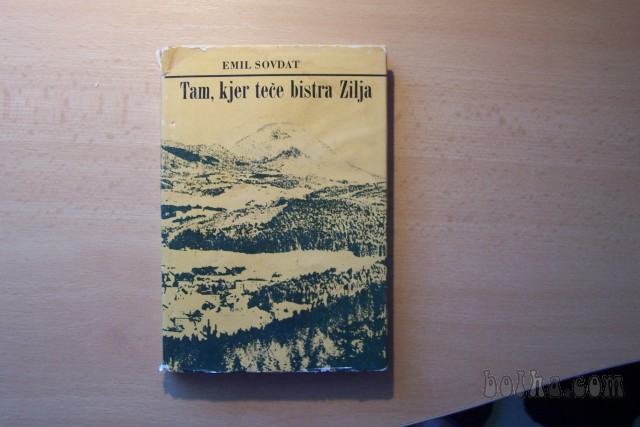 EMIL SOVDAT
Tam, kjer teče bistra Zilja
bolha.com